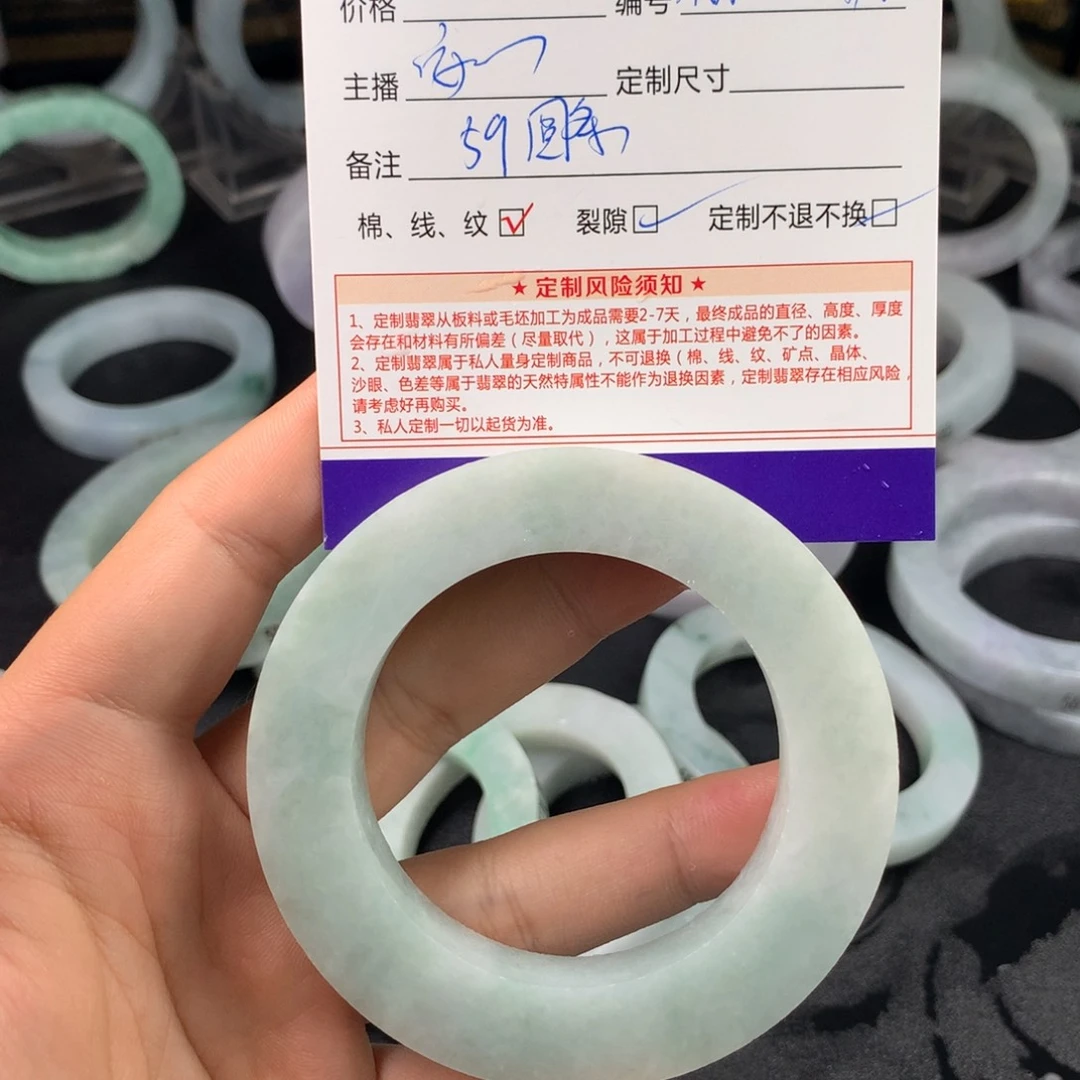 价格 编号
主播 定制尺寸
备注 59圆条
棉、线、纹 裂隙 定制不退不换
★ 定制风险须知 ★
1、定制翡翠从板料或毛坯加工为成品需要2-7天，最终成品的直径、高度、厚度
会存在和材料有所偏差（尽量取代），这属于加工过程中避免不了的因素。
2、定制翡翠属于私人量身定制商品，不可退换（棉、线、纹、矿点、晶体、
沙眼、色差等属于翡翠的天然特属性不能作为退换因素，定制翡翠存在相应风险，
请考虑好再购买。
3、私人定制一切以起货为准。